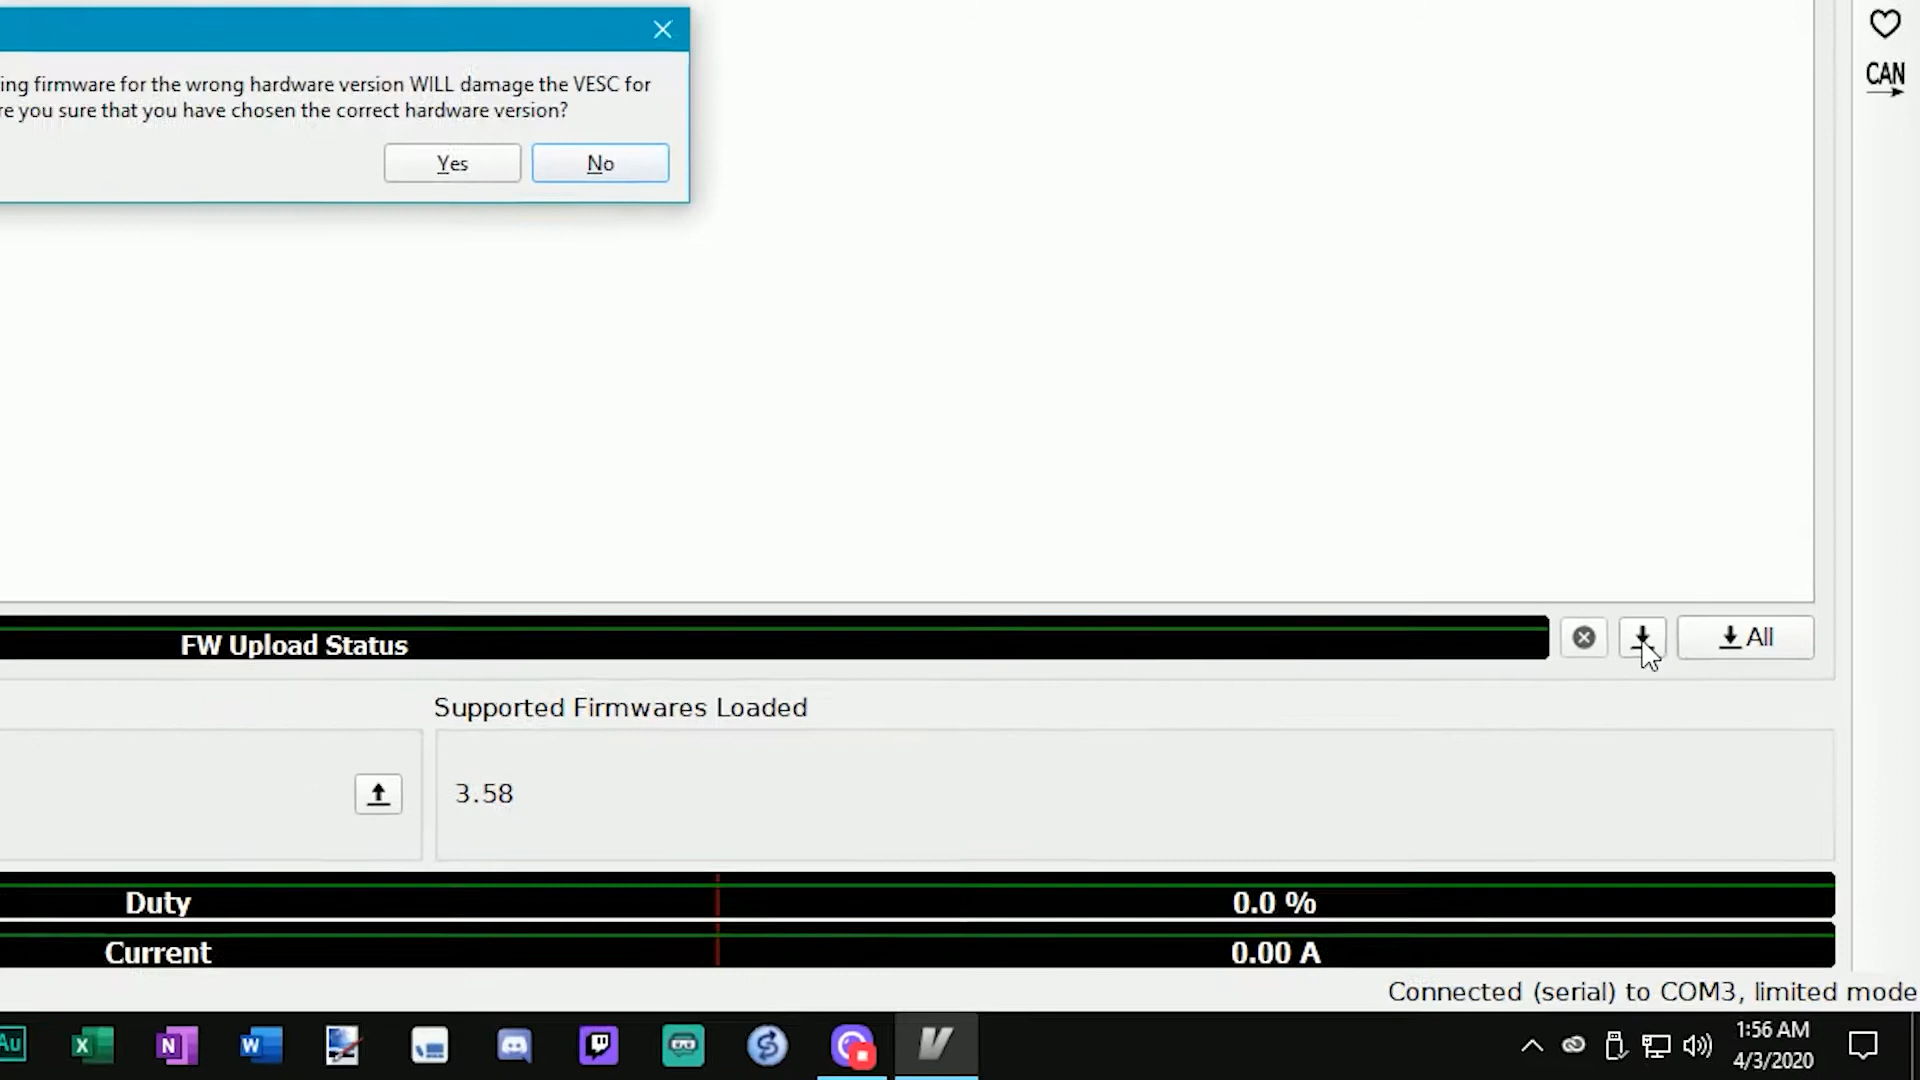 ing firmware for the wrong hardware version WILL damage the VESC for
re you sure that you have chosen the correct hardware version?
Yes
No
CAN
FW Upload Status
All
Supported Firmwares Loaded
3.58
Duty
0.0 %
Current
0.00 A
Connected (serial) to COM3, limited mode
Au
X
N
W
1:56 AM
4/3/2020